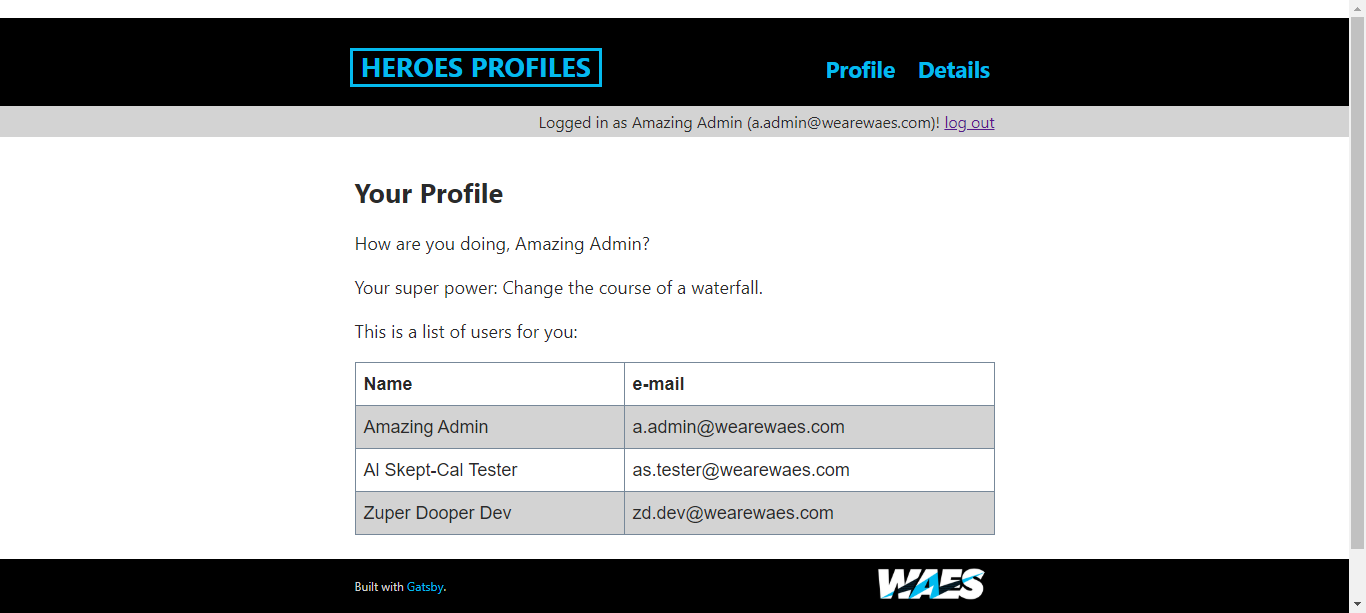 HEROES PROFILES
Profile Details
Logged in as Amazing Admin (a.admin@wearewaes.com)! log out
Your Profile
How are you doing, Amazing Admin?
Your super power: Change the course of a waterfall.
This is a list of users for you:
Name e-mail
Amazing Admin a.admin@wearewaes.com
Al Skept-Cal Tester as.tester@wearewaes.com
Zuper Dooper Dev zd.dev@wearewaes.com
Built with Gatsby.
WAES